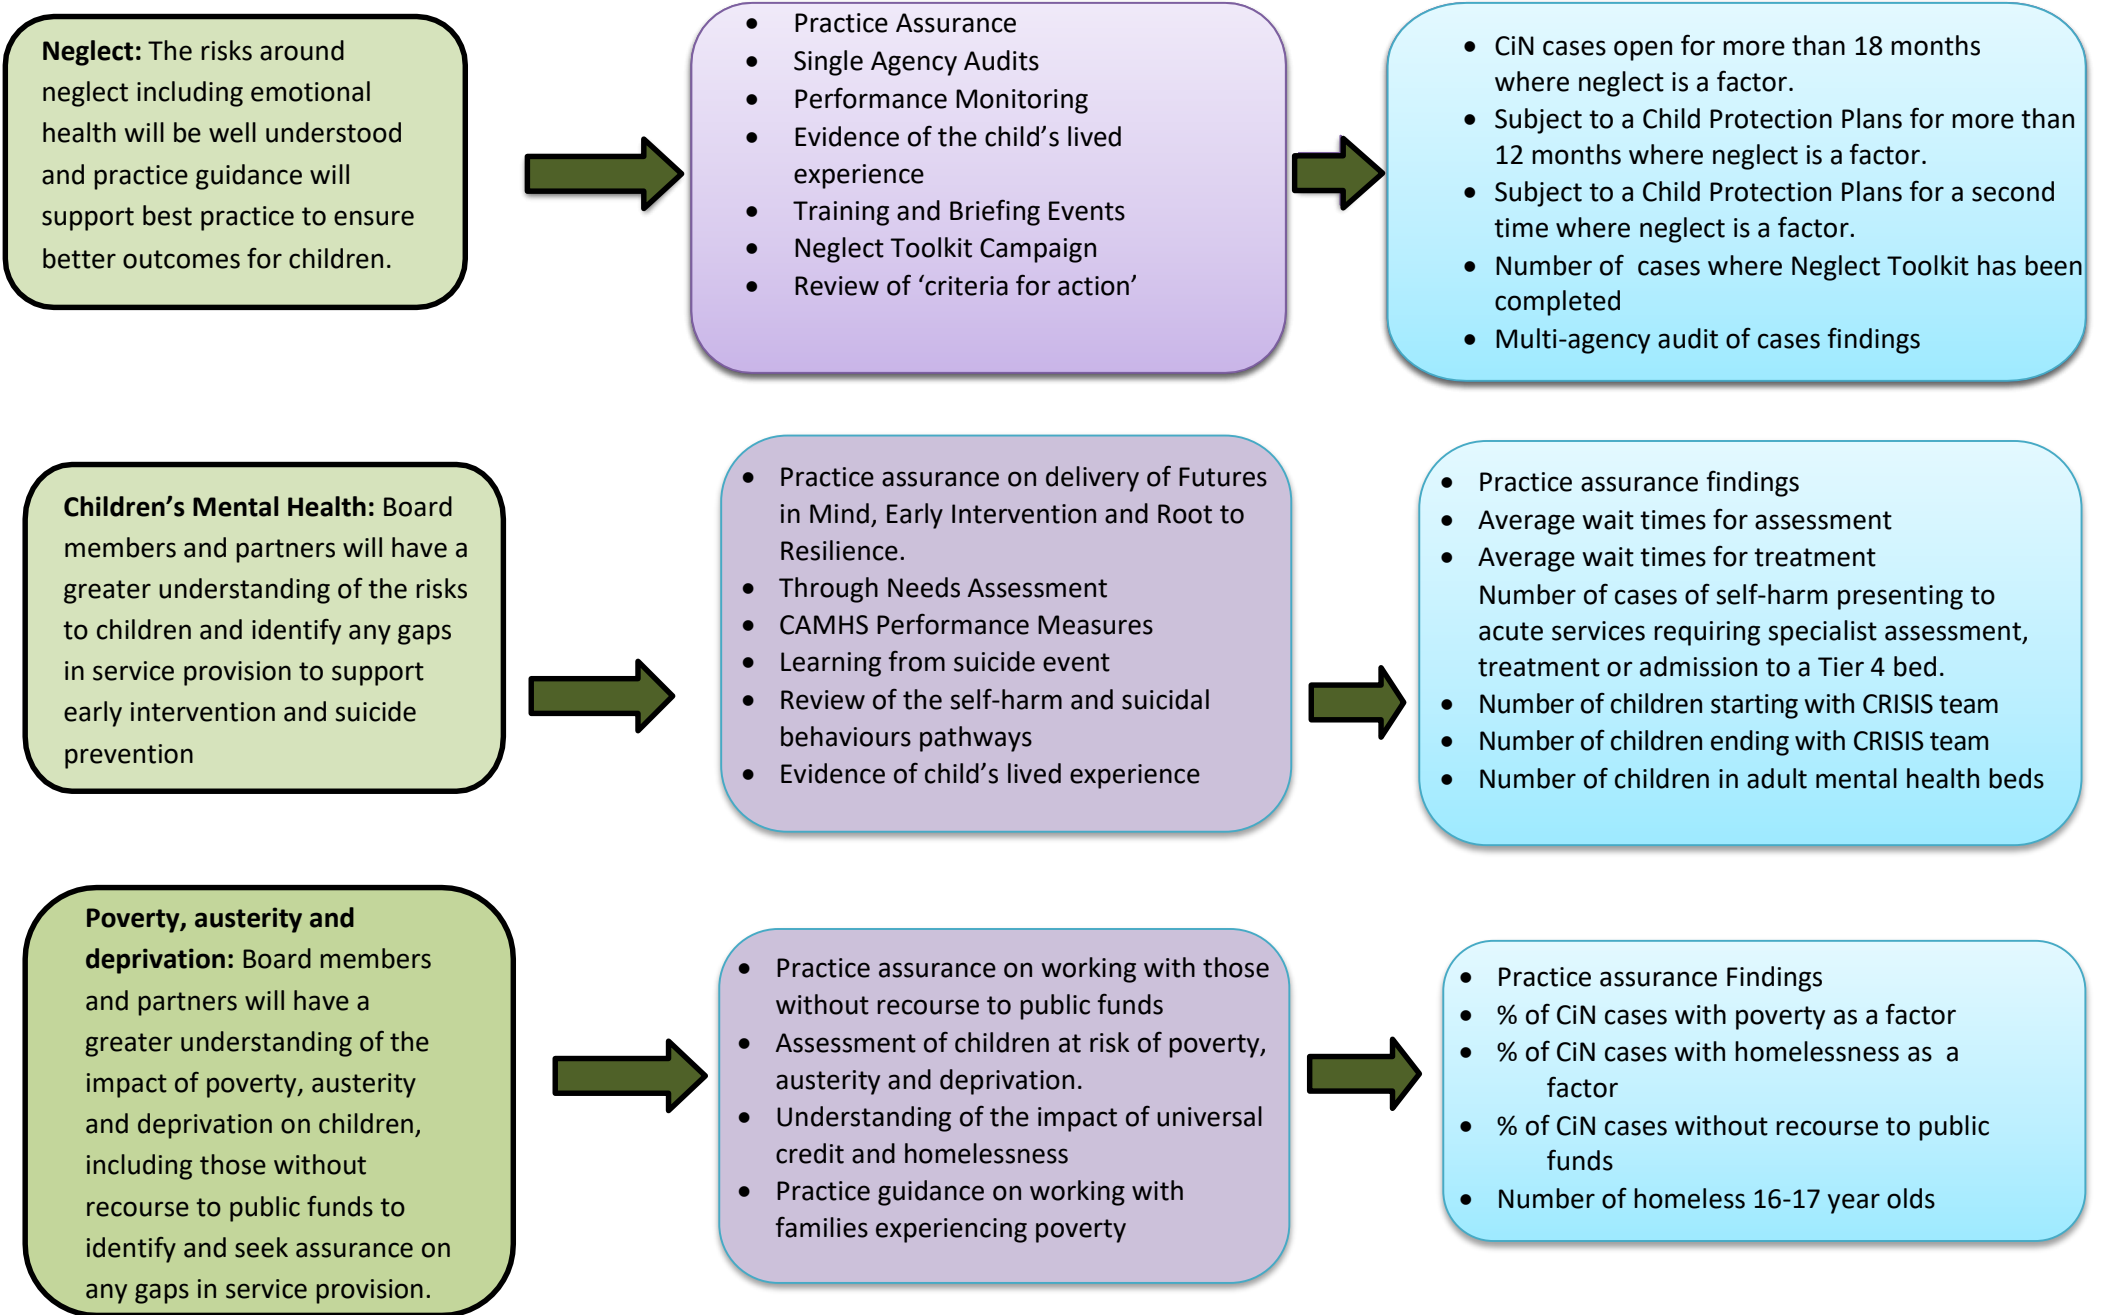 Neglect: The risks around
neglect including emotional
health will be well understood
and practice guidance will
support best practice to ensure
better outcomes for children.
• Practice Assurance
• Single Agency Audits
• Performance Monitoring
• Evidence of the child’s lived
experience
• Training and Briefing Events
• Neglect Toolkit Campaign
• Review of ‘criteria for action’
• CiN cases open for more than 18 months
where neglect is a factor.
• Subject to a Child Protection Plans for more than
12 months where neglect is a factor.
• Subject to a Child Protection Plans for a second
time where neglect is a factor.
• Number of cases where Neglect Toolkit has been
completed
• Multi-agency audit of cases findings
Children’s Mental Health: Board
members and partners will have a
greater understanding of the risks
to children and identify any gaps
in service provision to support
early intervention and suicide
prevention
• Practice assurance on delivery of Futures
in Mind, Early Intervention and Root to
Resilience.
• Through Needs Assessment
• CAMHS Performance Measures
• Learning from suicide event
• Review of the self-harm and suicidal
behaviours pathways
• Evidence of child’s lived experience
• Practice assurance findings
• Average wait times for assessment
• Average wait times for treatment
Number of cases of self-harm presenting to
acute services requiring specialist assessment,
treatment or admission to a Tier 4 bed.
• Number of children starting with CRISIS team
• Number of children ending with CRISIS team
• Number of children in adult mental health beds
Poverty, austerity and
deprivation: Board members
and partners will have a
greater understanding of the
impact of poverty, austerity
and deprivation on children,
including those without
recourse to public funds to
identify and seek assurance on
any gaps in service provision.
• Practice assurance on working with those
without recourse to public funds
• Assessment of children at risk of poverty,
austerity and deprivation.
• Understanding of the impact of universal
credit and homelessness
• Practice guidance on working with
families experiencing poverty
• Practice assurance Findings
• % of CiN cases with poverty as a factor
• % of CiN cases with homelessness as a
factor
• % of CiN cases without recourse to public
funds
• Number of homeless 16-17 year olds